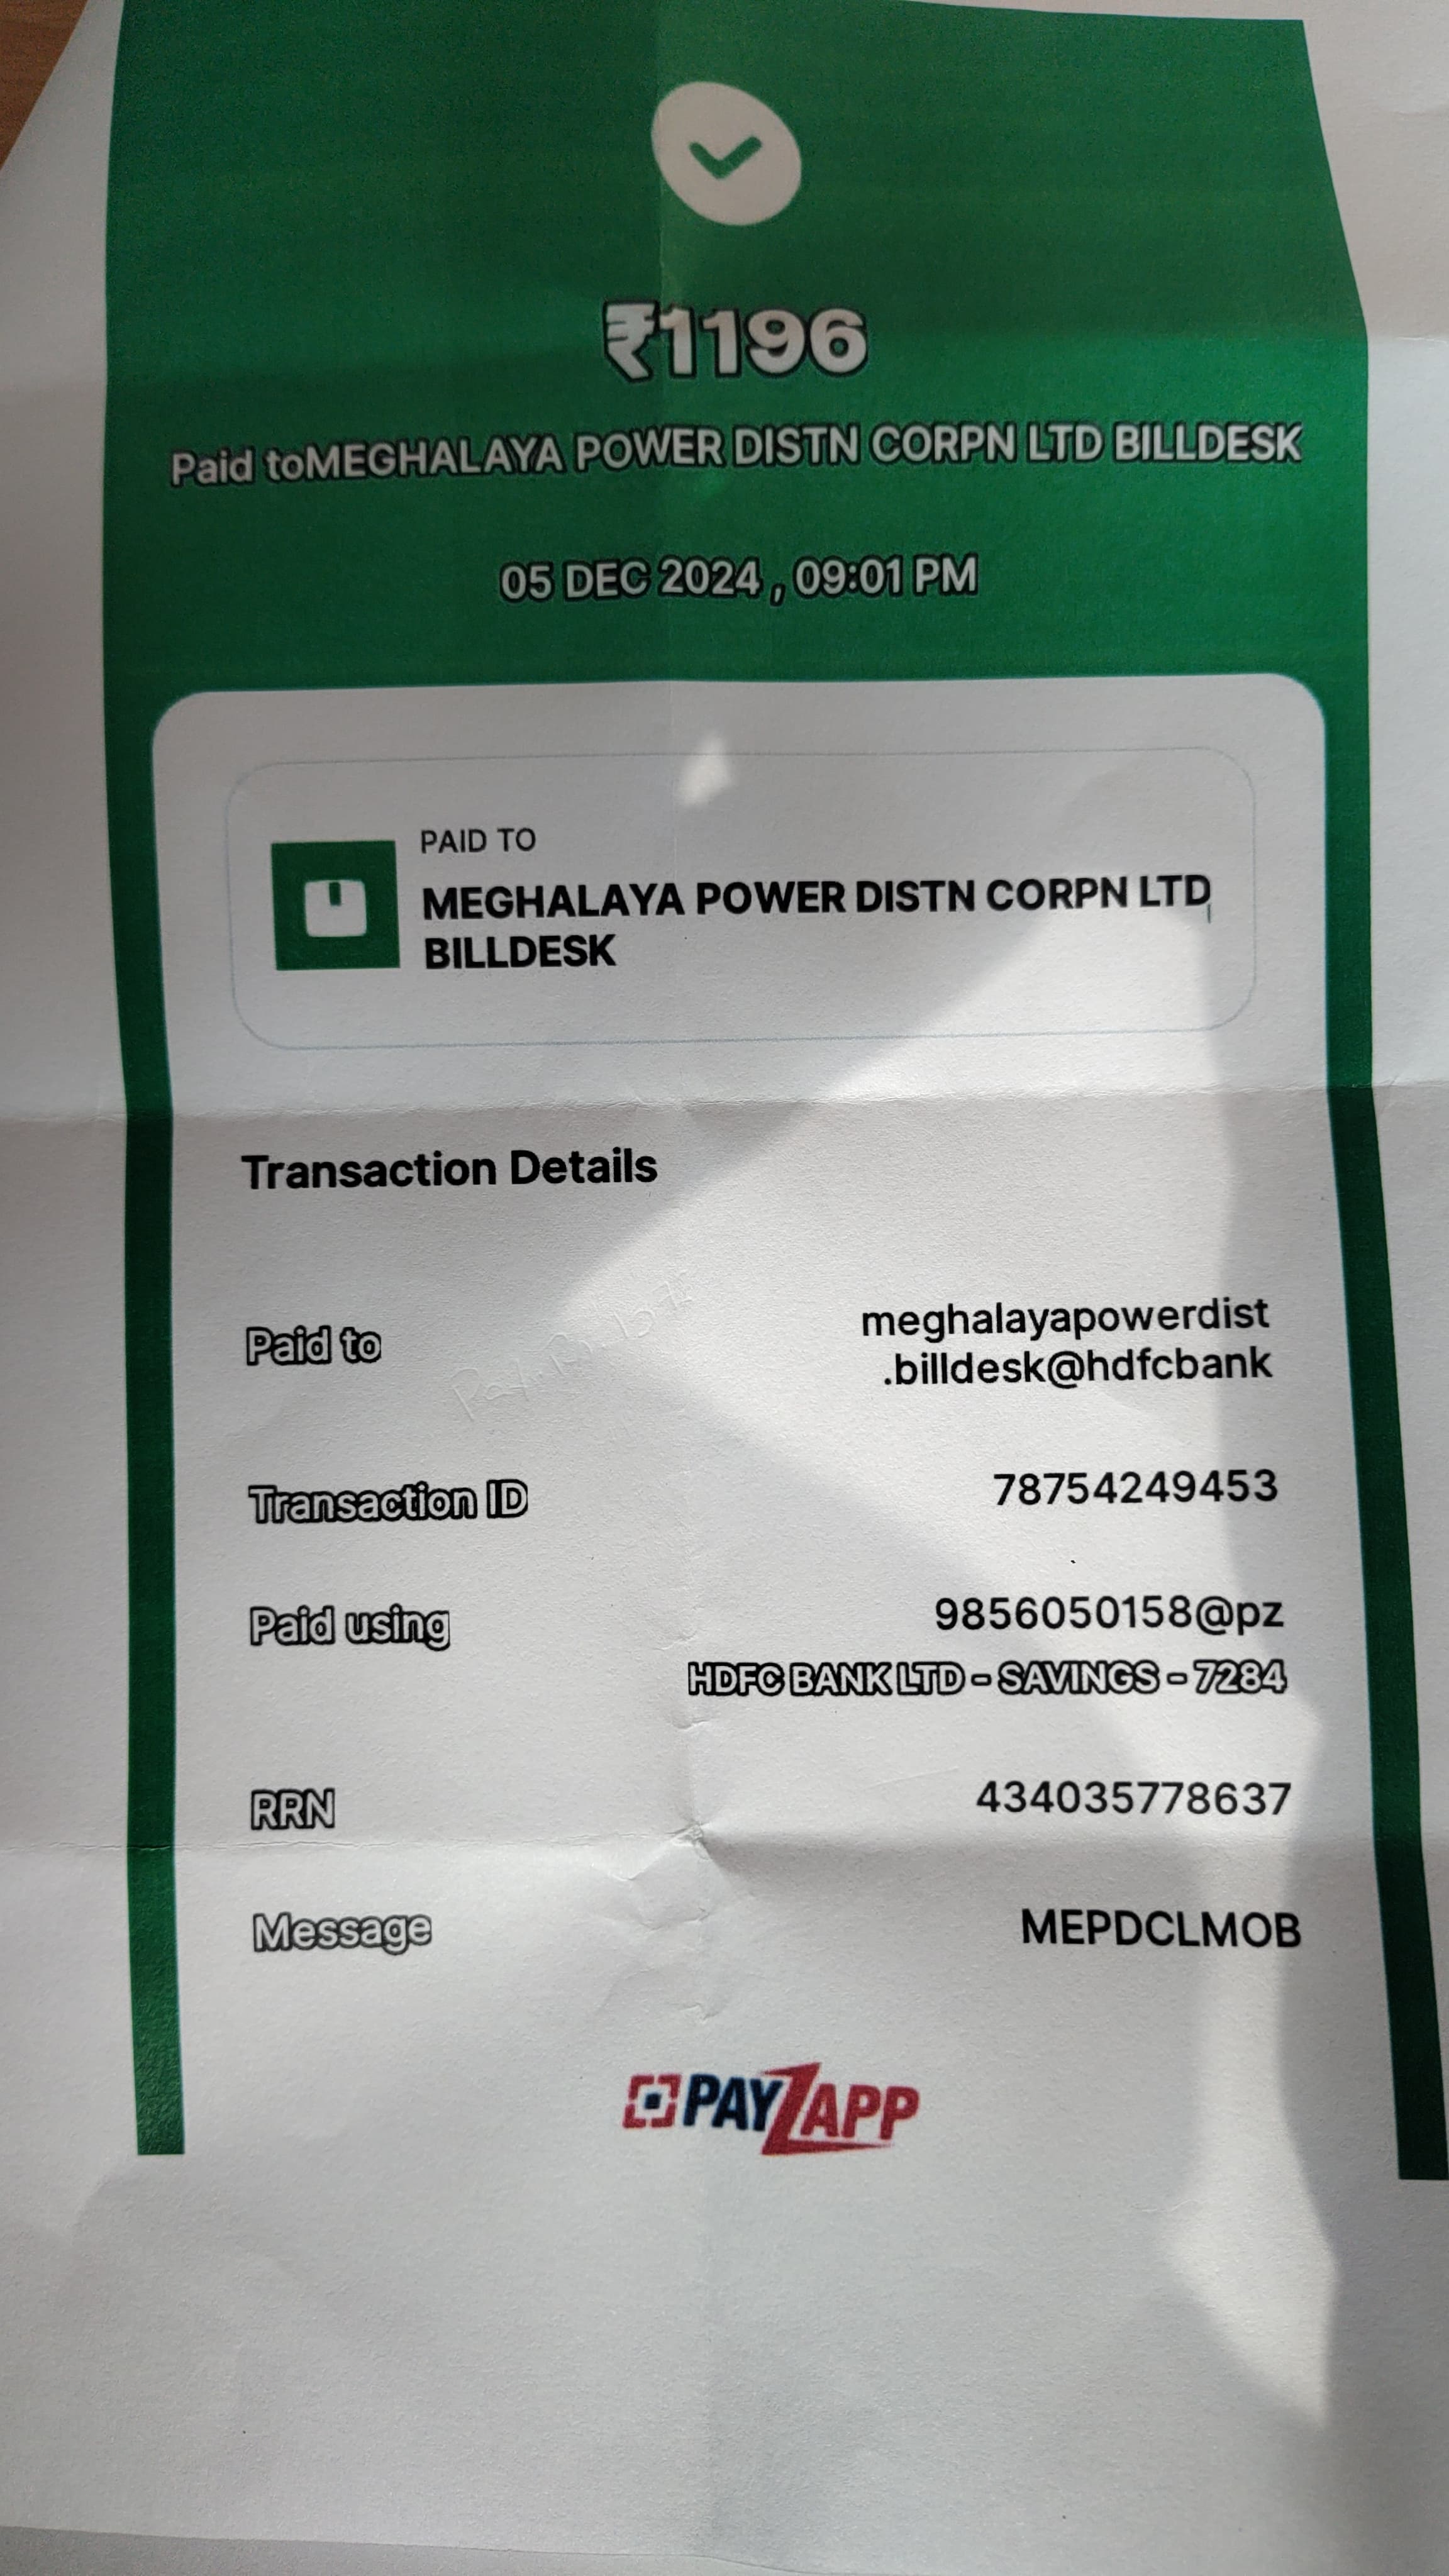 ₹1196
Paid toMEGHALAYA POWER DISTN CORPN LTD BILLDESK
05 DEC 2024 , 09:01 PM
PAID TO
MEGHALAYA POWER DISTN CORPN LTD
BILLDESK
Transaction Details
Paid to
meghalayapowerdist
.billdesk@hdfcbank
Transaction ID
78754249453
Paid using
9856050158@pz
HDFC BANK LTD - SAVINGS - 7284
RRN
434035778637
Message
MEPDCLMOB
PAYZAPP